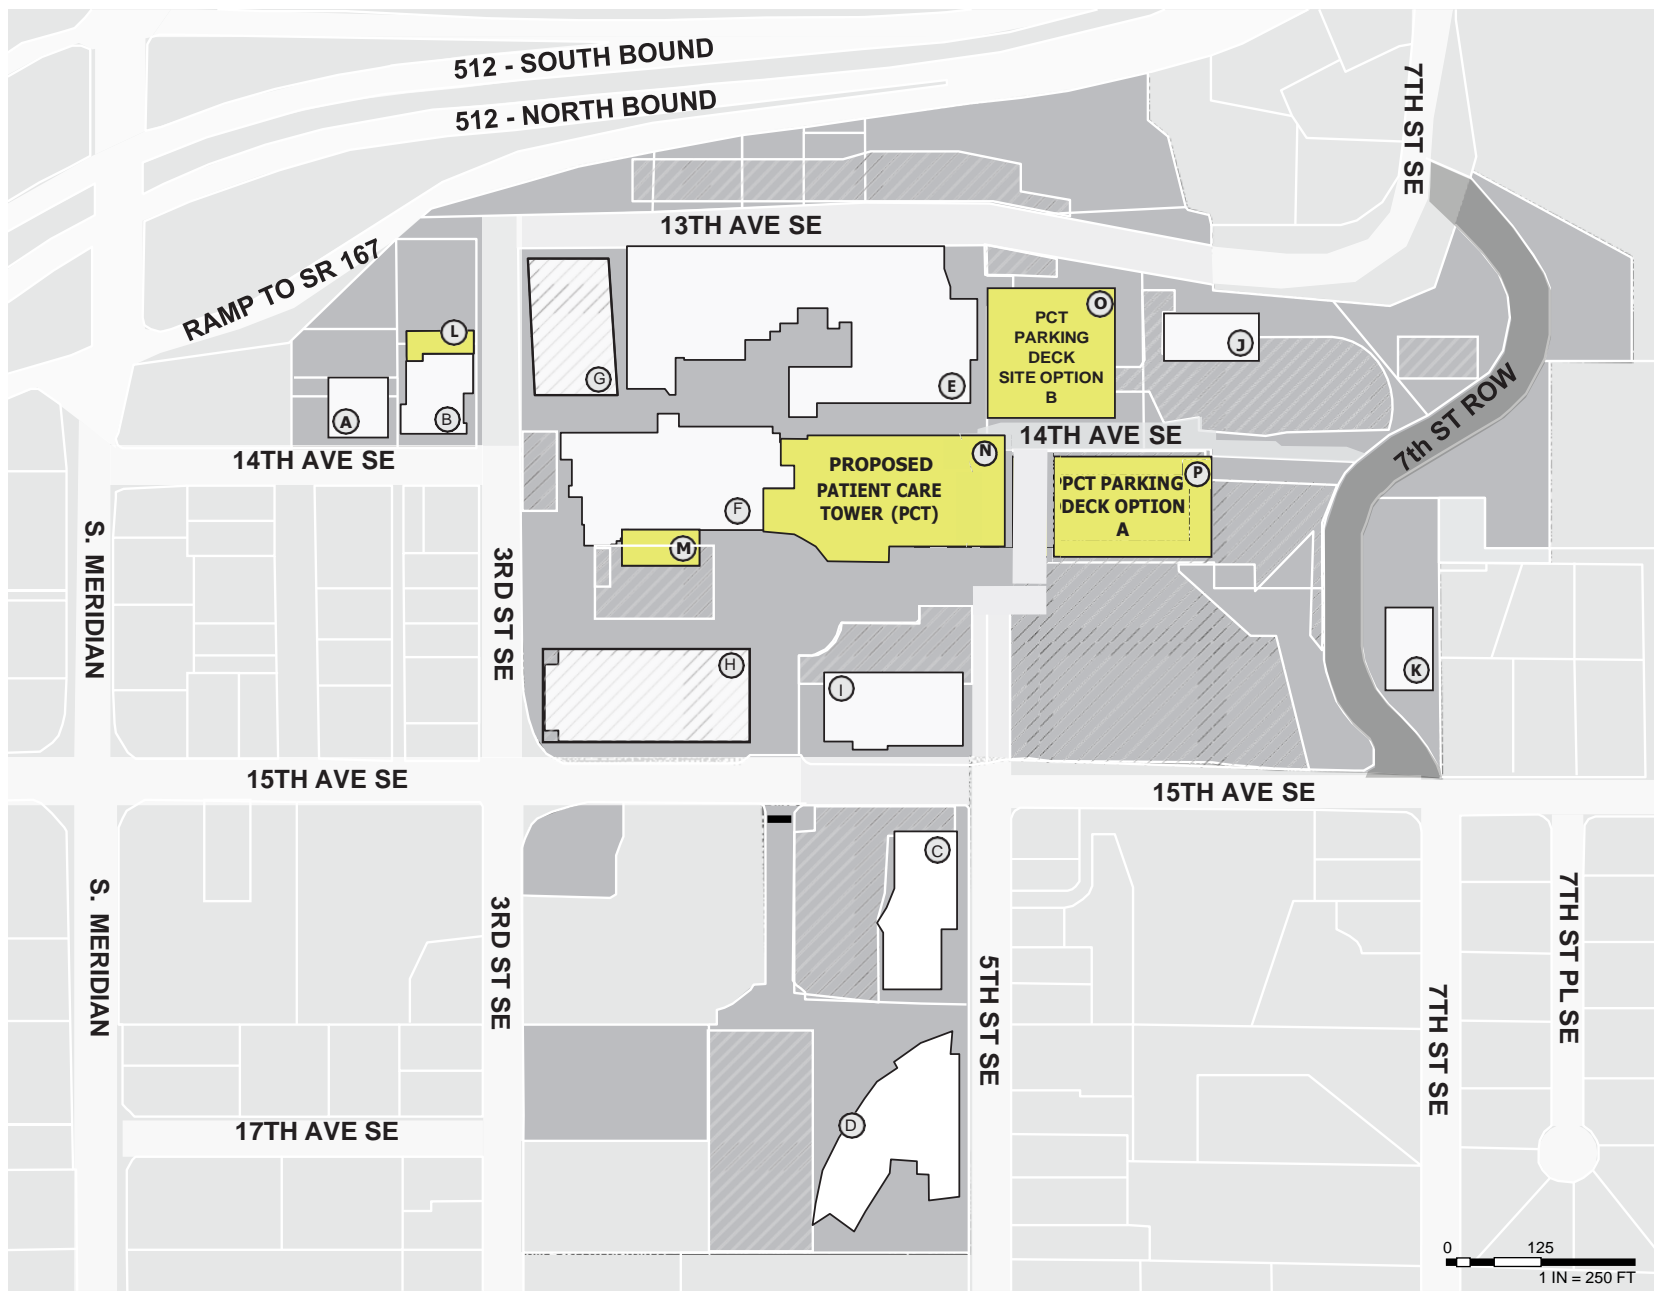 512 - SOUTH BOUND
512 - NORTH BOUND
7TH ST SE
13TH AVE SE
RAMP TO SR 167
O
PCT
PARKING
DECK
SITE OPTION
B
L
J
G
E
A
B
7th ST ROW
14TH AVE SE
14TH AVE SE
N
PROPOSED
PATIENT CARE
TOWER (PCT)
P
PCT PARKING
DECK OPTION
A
F
M
S. MERIDIAN
3RD ST SE
H
I
K
15TH AVE SE
15TH AVE SE
C
S. MERIDIAN
3RD ST SE
5TH ST SE
7TH ST SE
7TH ST PL SE
D
17TH AVE SE
0 125
1 IN = 250 FT